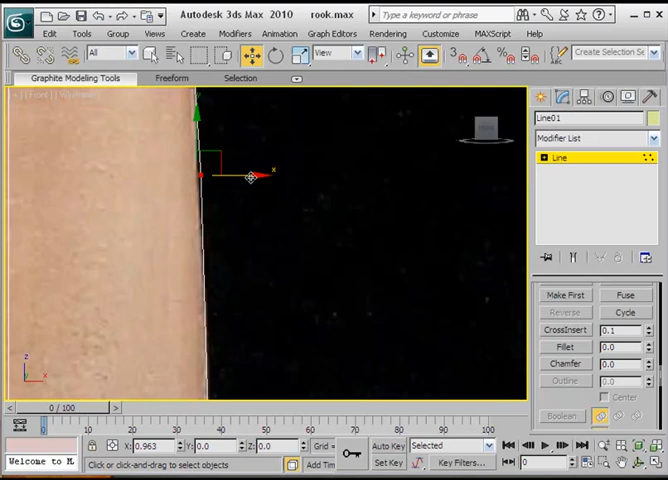 Autodesk 3ds Max 2010 rook.max Type a keyword or phrase
Edit Tools Group Views Create Modifiers Animation Graph Editors Rendering Customize MAXScript Help
All View 3 Create Selection Se
Graphite Modeling Tools Freeform Selection
Line01
Modifier List
Line
x
y
z
x
Make First Fuse
Reverse Cycle
CrossInsert 0.1
Fillet 0.0
Chamfer 0.0
Outline 0.0
Center
Boolean
0 / 100
0 10 20 30 40 50 60 70 80 90 100
X: 0.963 Y: 0.0 Z: 0.0 Grid = Auto Key Selected
Welcome to M Click or click-and-drag to select objects Add Tim Set Key Key Filters... 0